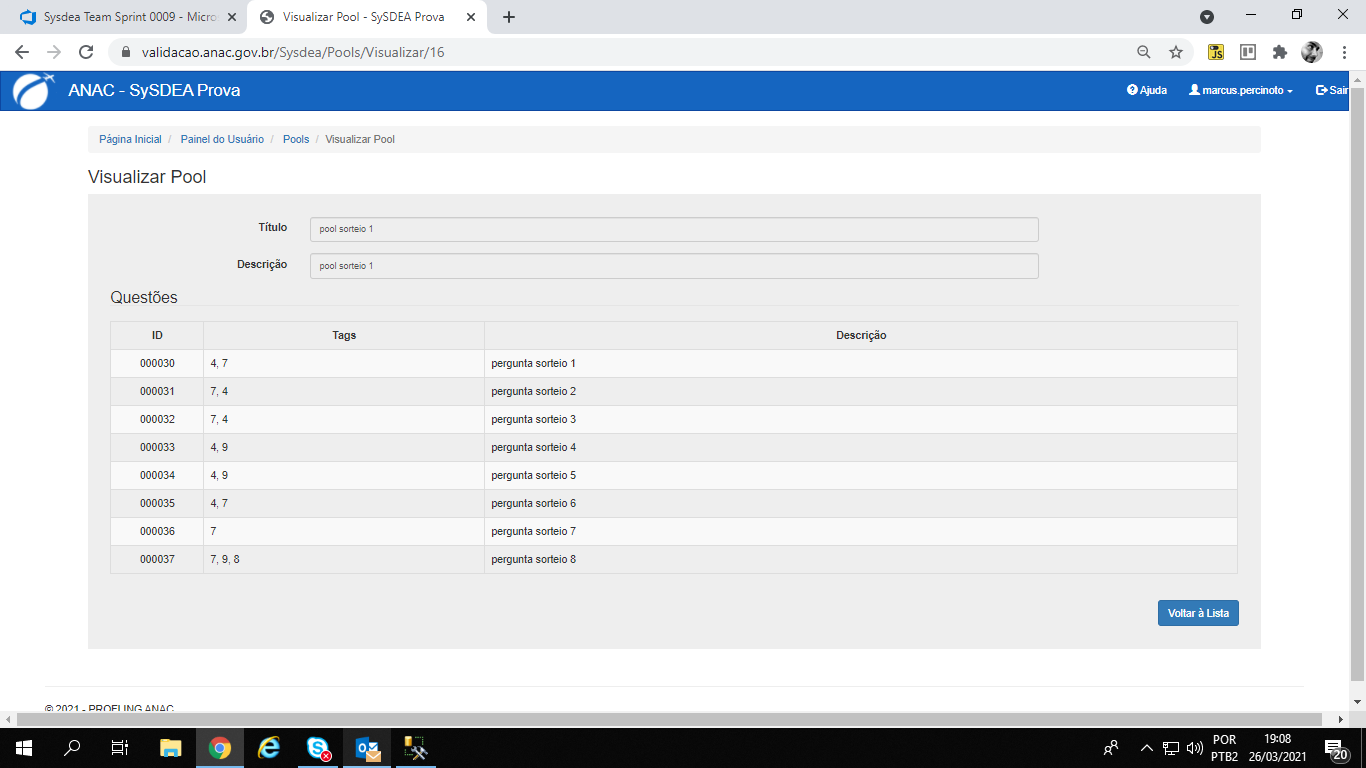 Sysdea Team Sprint 0009 - Micro
Visualizar Pool - SySDEA Prova
validacao.anac.gov.br/Sysdea/Pools/Visualizar/16
JS
ANAC - SySDEA Prova
Ajuda
marcus.percinoto
Sair
Página Inicial / Painel do Usuário / Pools / Visualizar Pool
Visualizar Pool
Título
pool sorteio 1
Descrição
pool sorteio 1
Questões
ID Tags Descrição
000030 4, 7 pergunta sorteio 1
000031 7, 4 pergunta sorteio 2
000032 7, 4 pergunta sorteio 3
000033 4, 9 pergunta sorteio 4
000034 4, 9 pergunta sorteio 5
000035 4, 7 pergunta sorteio 6
000036 7 pergunta sorteio 7
000037 7, 9, 8 pergunta sorteio 8
Voltar à Lista
© 2021 - PROFLING ANAC
POR
PTB2
19:08
26/03/2021
20